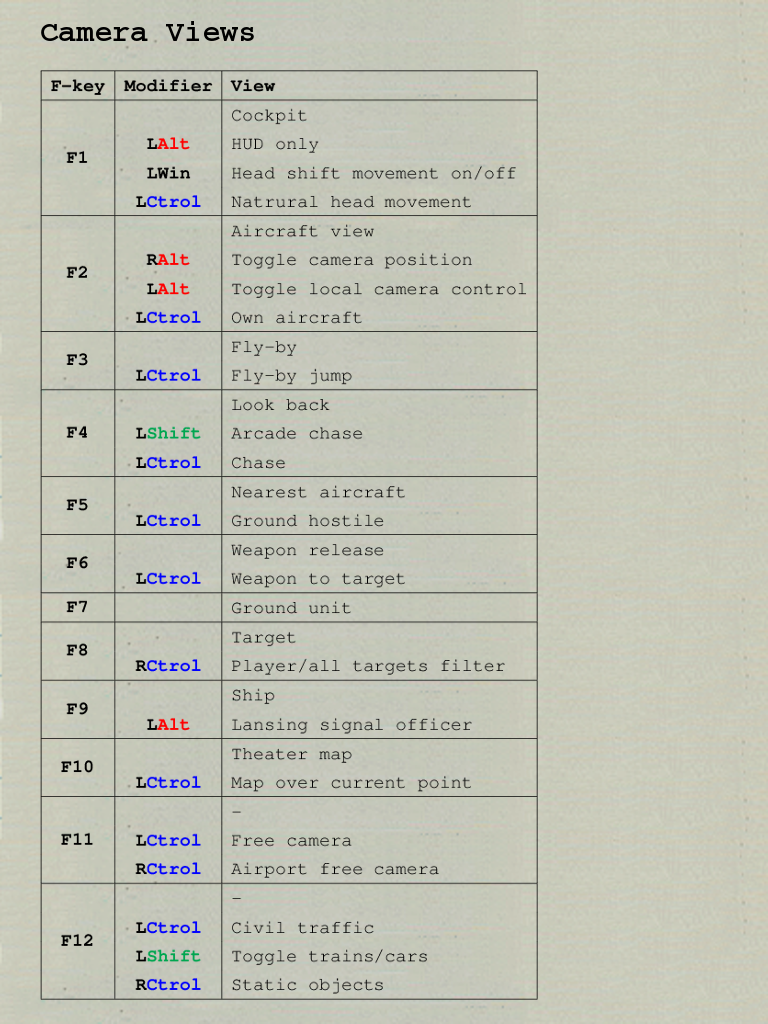 Camera Views
F-key Modifier View
Cockpit
F1 LAlt HUD only
LWin Head shift movement on/off
LCtrol Natrural head movement
Aircraft view
F2 RAlt Toggle camera position
LAlt Toggle local camera control
LCtrol Own aircraft
F3 Fly-by
LCtrol Fly-by jump
Look back
F4 LShift Arcade chase
LCtrol Chase
F5 Nearest aircraft
LCtrol Ground hostile
F6 Weapon release
LCtrol Weapon to target
F7 Ground unit
F8 Target
RCtrol Player/all targets filter
F9 Ship
LAlt Lansing signal officer
F10 Theater map
LCtrol Map over current point
-
F11 LCtrol Free camera
RCtrol Airport free camera
-
F12 LCtrol Civil traffic
LShift Toggle trains/cars
RCtrol Static objects